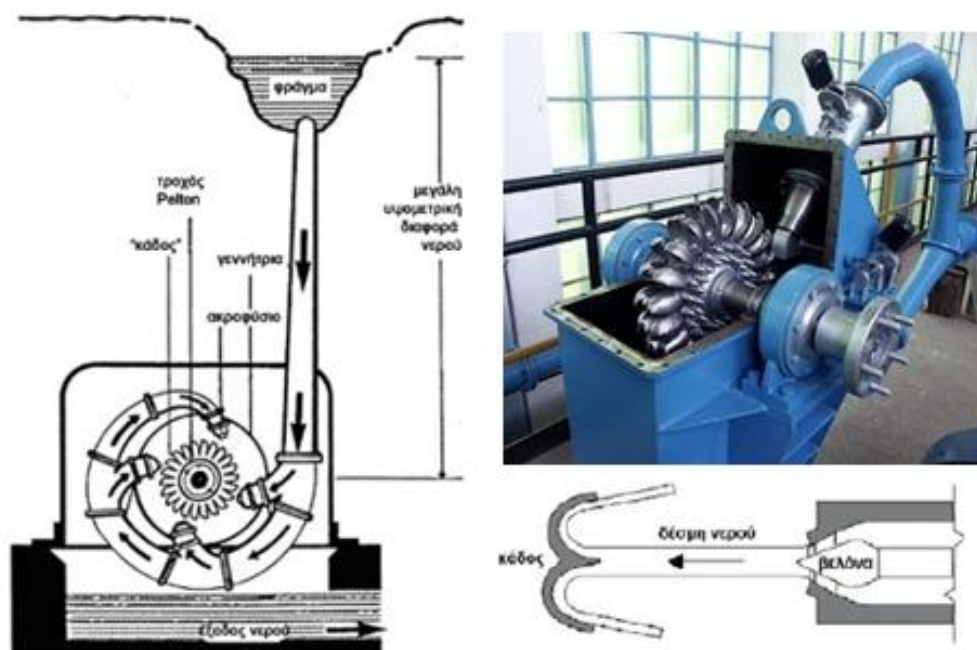 φράγμα
τροχός
Pelton
"κάδος"
γεννήτρια
ακροφύσιο
μεγάλη
υψομετρική
διαφορά
νερού
έξοδος νερού
δέσμη νερού
κάδος
βελόνα